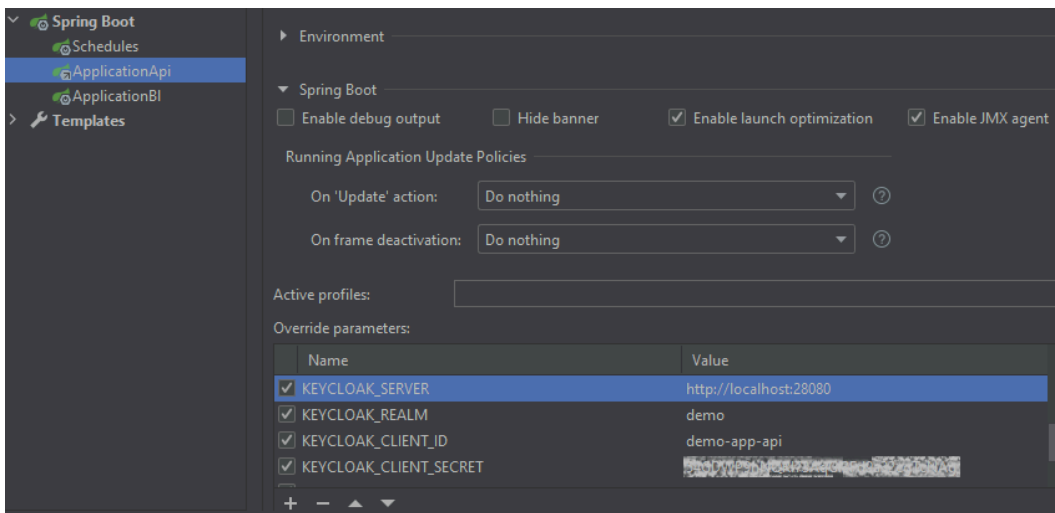 Spring Boot
Schedules
ApplicationApi
ApplicationBI
Templates
Environment
Spring Boot
Enable debug output Hide banner Enable launch optimization Enable JMX agent
Running Application Update Policies
On 'Update' action: Do nothing
On frame deactivation: Do nothing
Active profiles:
Override parameters:
Name Value
KEYCLOAK_SERVER http://localhost:28080
KEYCLOAK_REALM demo
KEYCLOAK_CLIENT_ID demo-app-api
KEYCLOAK_CLIENT_SECRET